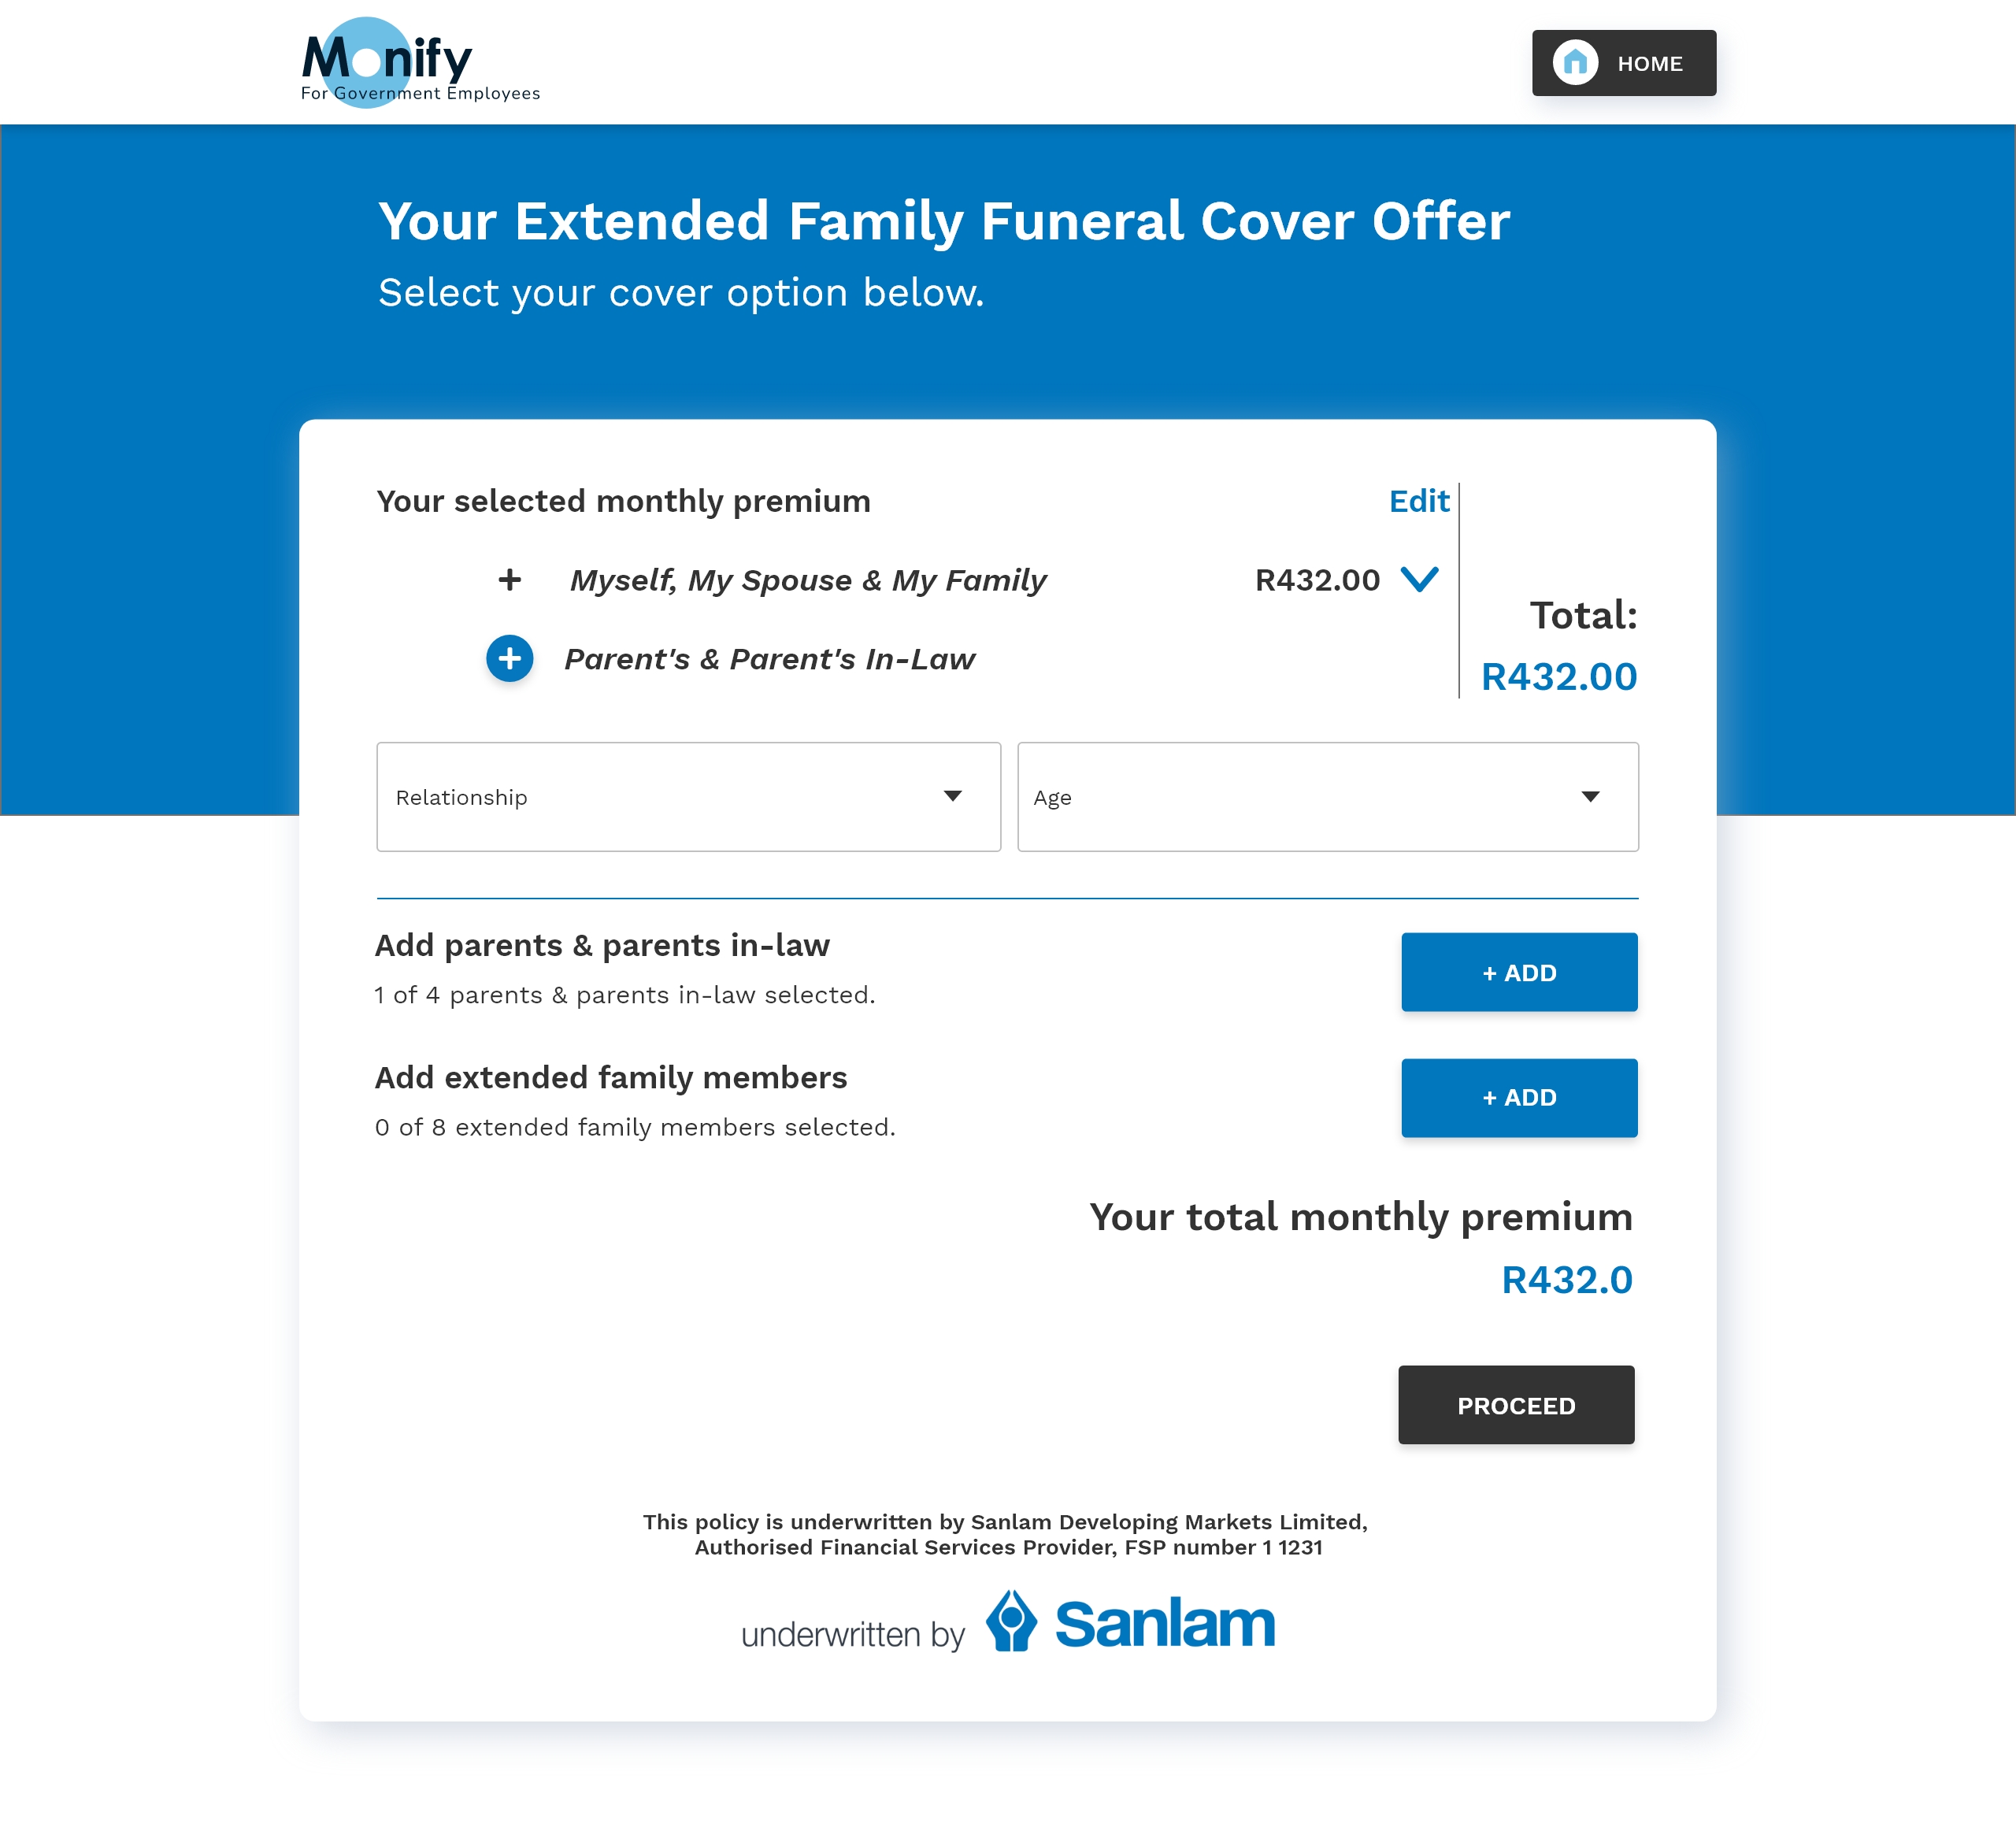 Monify
For Government Employees
HOME
Your Extended Family Funeral Cover Offer
Select your cover option below.
Your selected monthly premium
Edit
+ Myself, My Spouse & My Family
R432.00
+ Parent's & Parent's In-Law
Total:
R432.00
Relationship
Age
Add parents & parents in-law
1 of 4 parents & parents in-law selected.
+ ADD
Add extended family members
0 of 8 extended family members selected.
+ ADD
Your total monthly premium
R432.0
PROCEED
This policy is underwritten by Sanlam Developing Markets Limited,
Authorised Financial Services Provider, FSP number 1 1231
underwritten by Sanlam